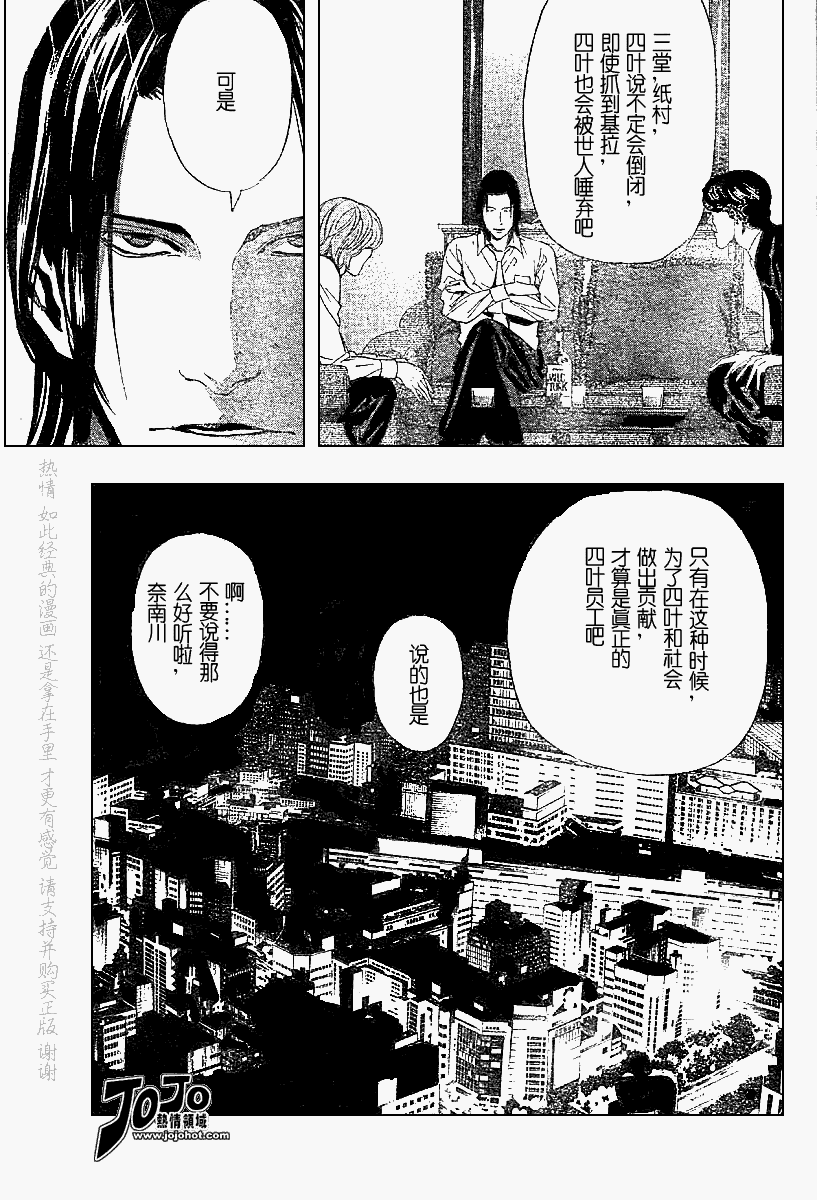 三堂,纸村,
四叶说不定会倒闭,
即使抓到基拉,
四叶也会被世人唾弃吧
可是
只有在这种时候,
为了四叶和社会
做出贡献,
才算是真正的
四叶员工吧
说的也是
啊……
不要说得那
么好听啦,
奈南川
热情 如此经典的漫画 还是拿在手里 才更有感觉 请支持并购买正版 谢谢
JOJO
熱情領域
www.jojohot.com